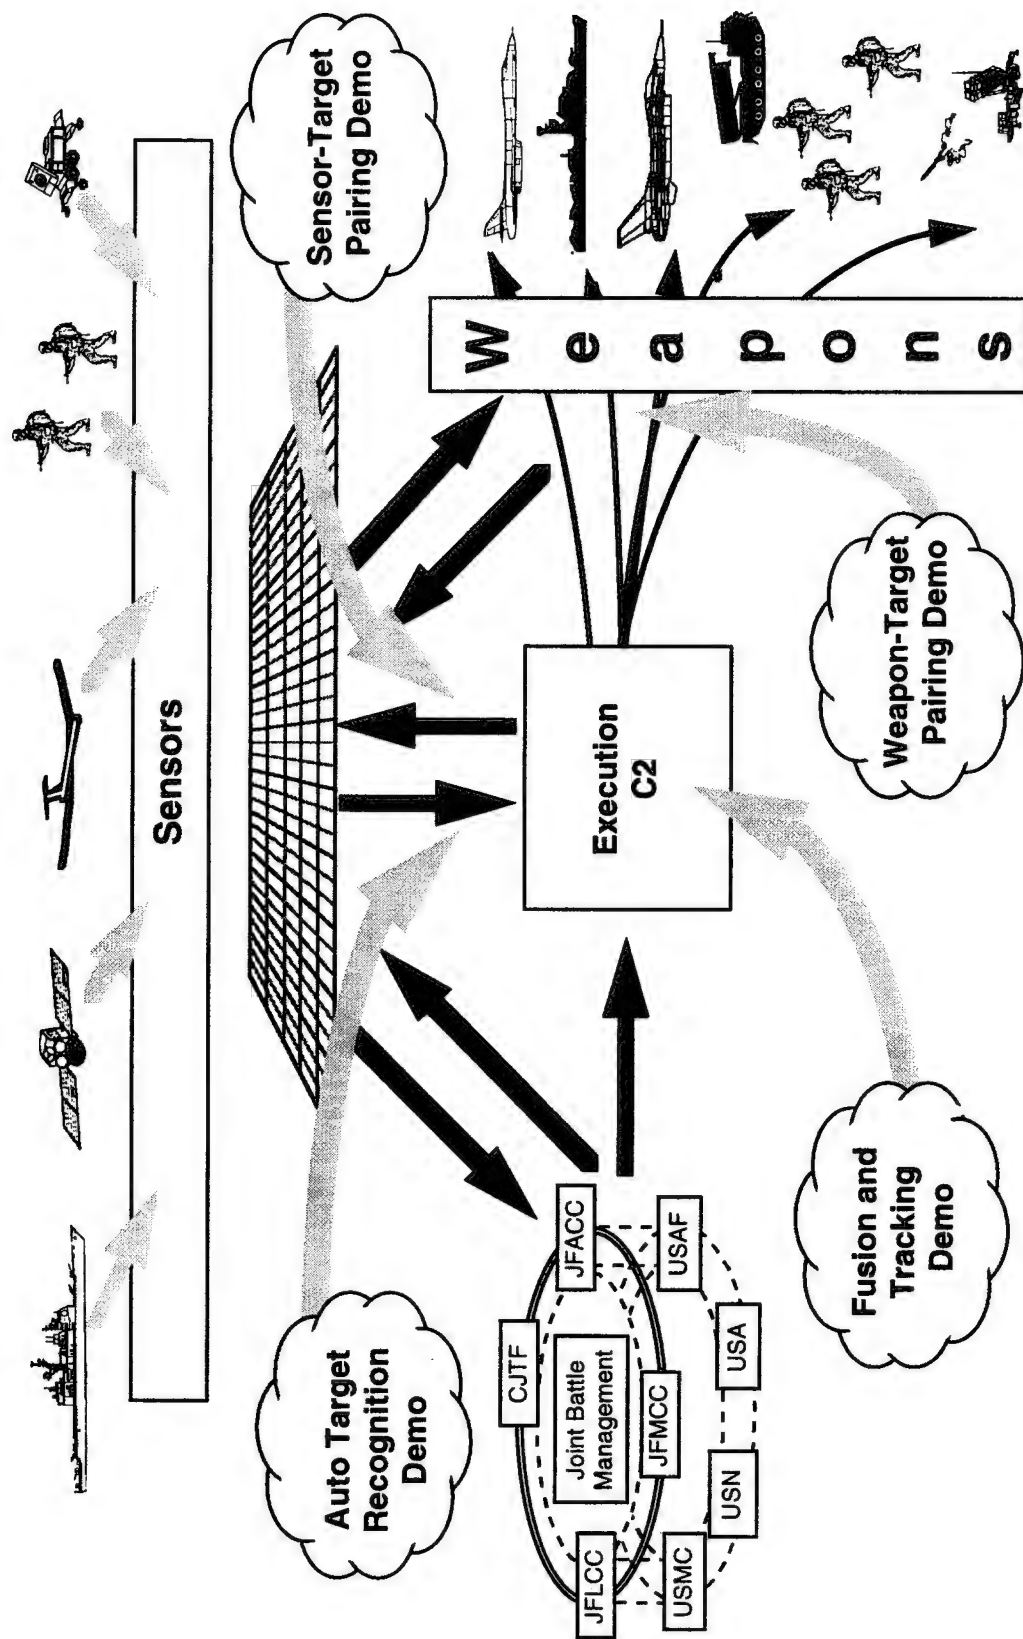 Sensors
Auto Target
Recognition
Demo
Sensor-Target
Pairing Demo
CJTF
JFLCC
JFACC
Joint Battle
Management
JFMCC
USMC
USAF
USN
USA
Execution
C2
Weapons
Fusion and
Tracking
Demo
Weapon-Target
Pairing Demo